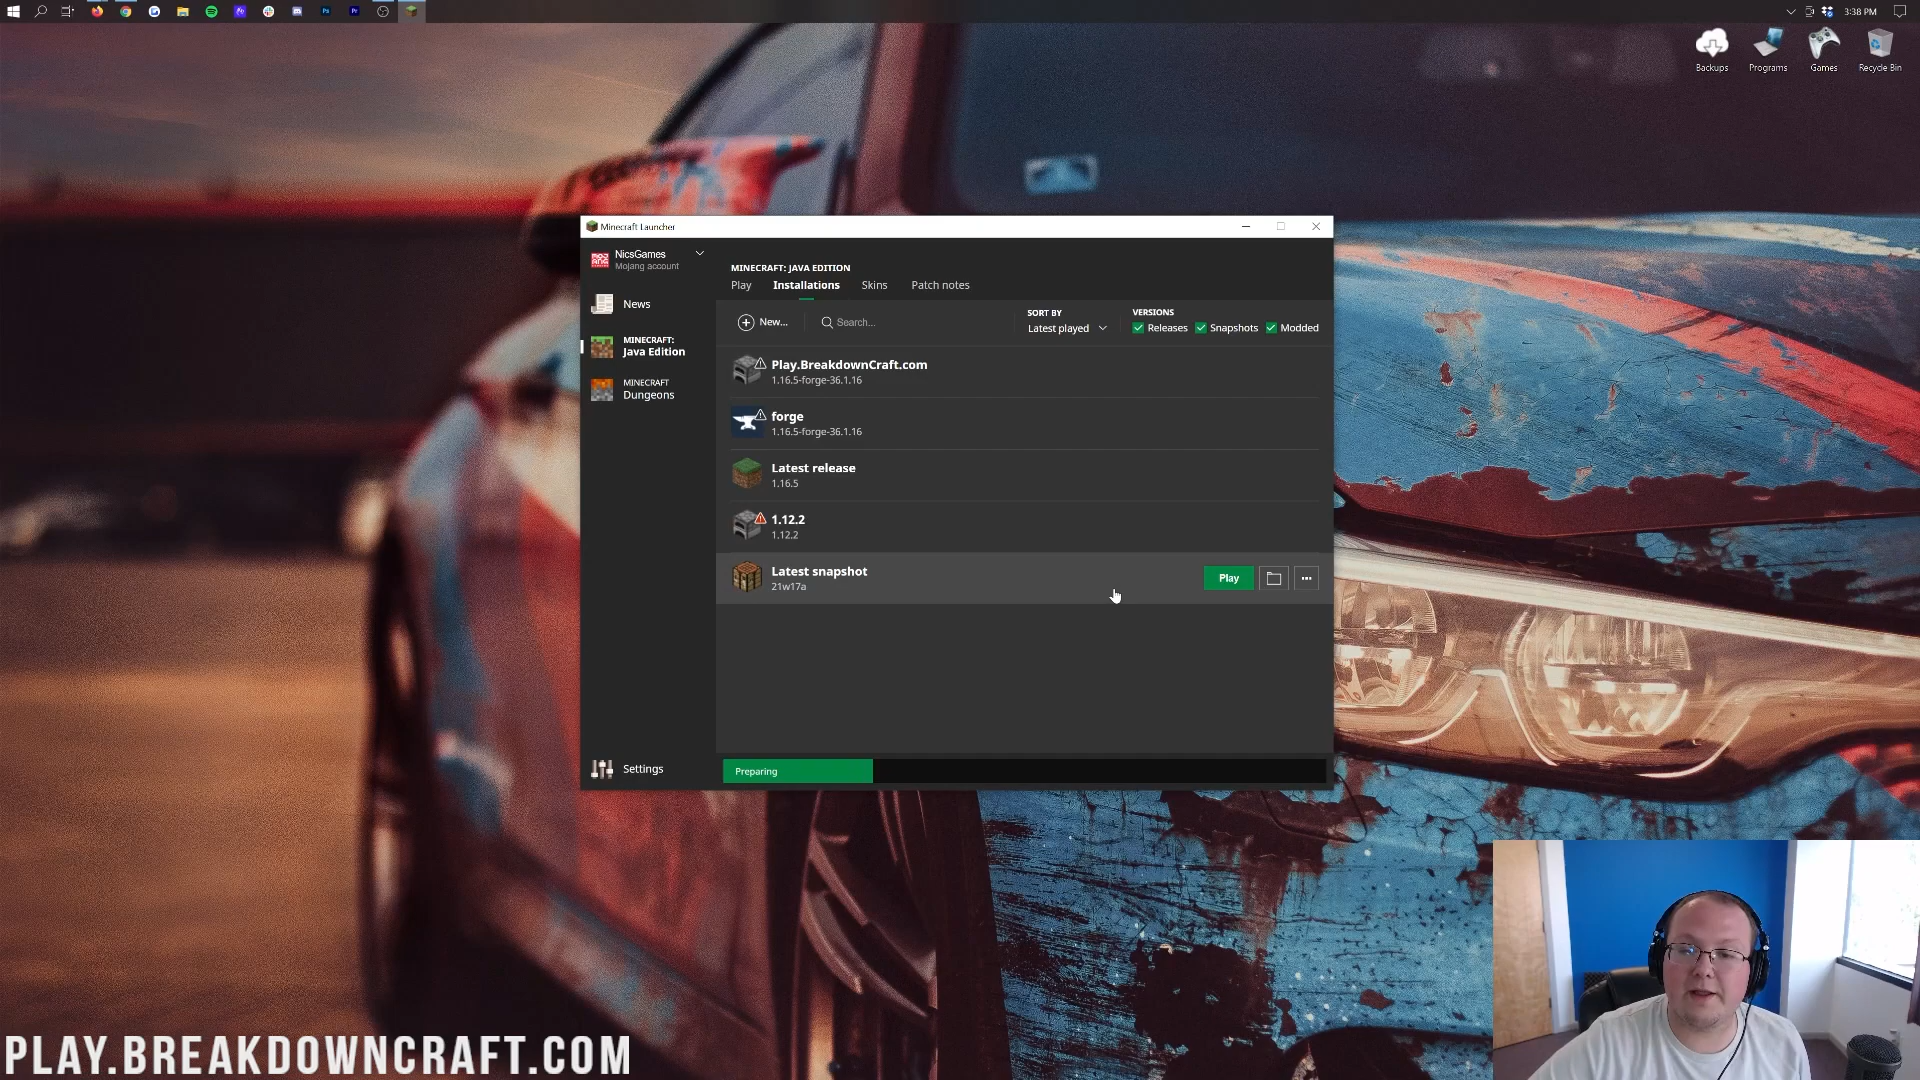 3:38 PM
Backups
Programs
Games
Recycle Bin
Minecraft Launcher
NicsGames
Mojang account
News
MINECRAFT:
Java Edition
MINECRAFT
Dungeons
Settings
MINECRAFT: JAVA EDITION
Play
Installations
Skins
Patch notes
New...
Search...
SORT BY
Latest played
VERSIONS
Releases
Snapshots
Modded
Play.BreakdownCraft.com
1.16.5-forge-36.1.16
forge
1.16.5-forge-36.1.16
Latest release
1.16.5
1.12.2
1.12.2
Latest snapshot
21w17a
Play
Preparing
PLAY.BREAKDOWNCRAFT.COM